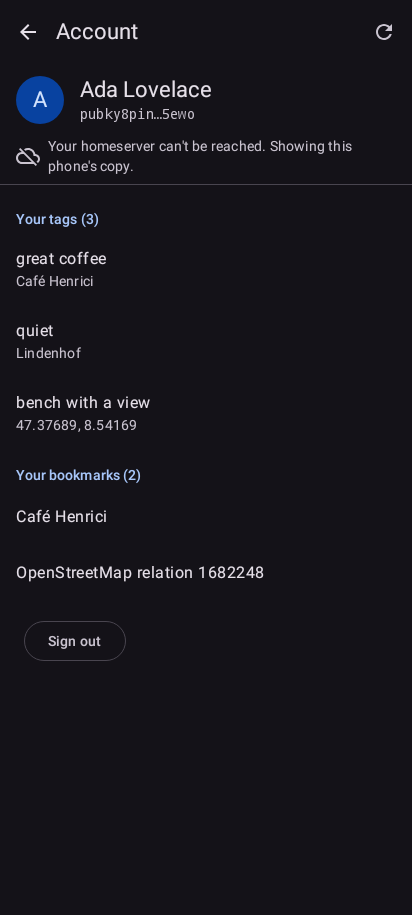 Account
A
Ada Lovelace
pubky8pin…5ewo
Your homeserver can't be reached. Showing this
phone's copy.
Your tags (3)
great coffee
Café Henrici
quiet
Lindenhof
bench with a view
47.37689, 8.54169
Your bookmarks (2)
Café Henrici
OpenStreetMap relation 1682248
Sign out